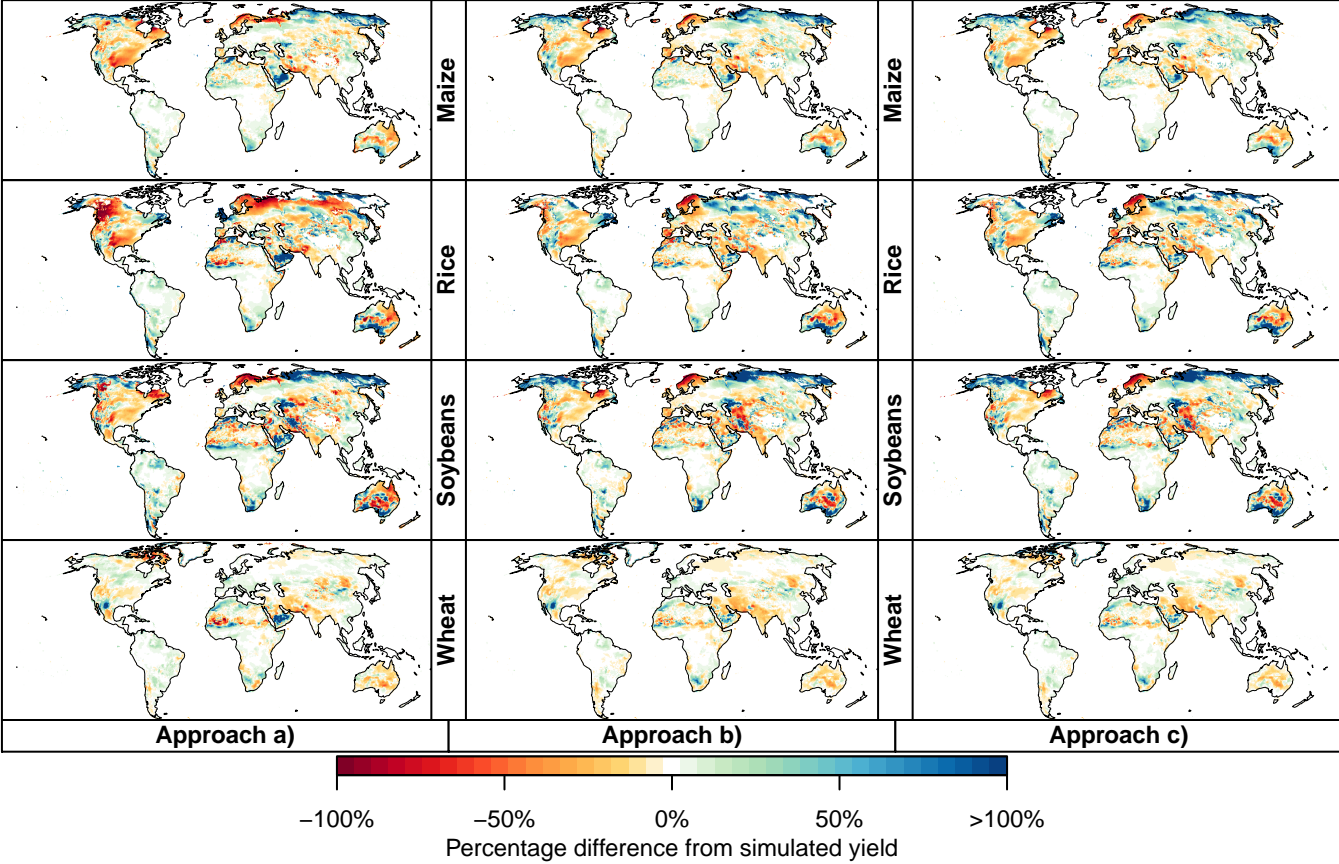 Maize
Maize
Rice
Rice
Soybeans
Soybeans
Wheat
Wheat
Approach a)
Approach b)
Approach c)
−100%
−50%
0%
50%
>100%
Percentage difference from simulated yield